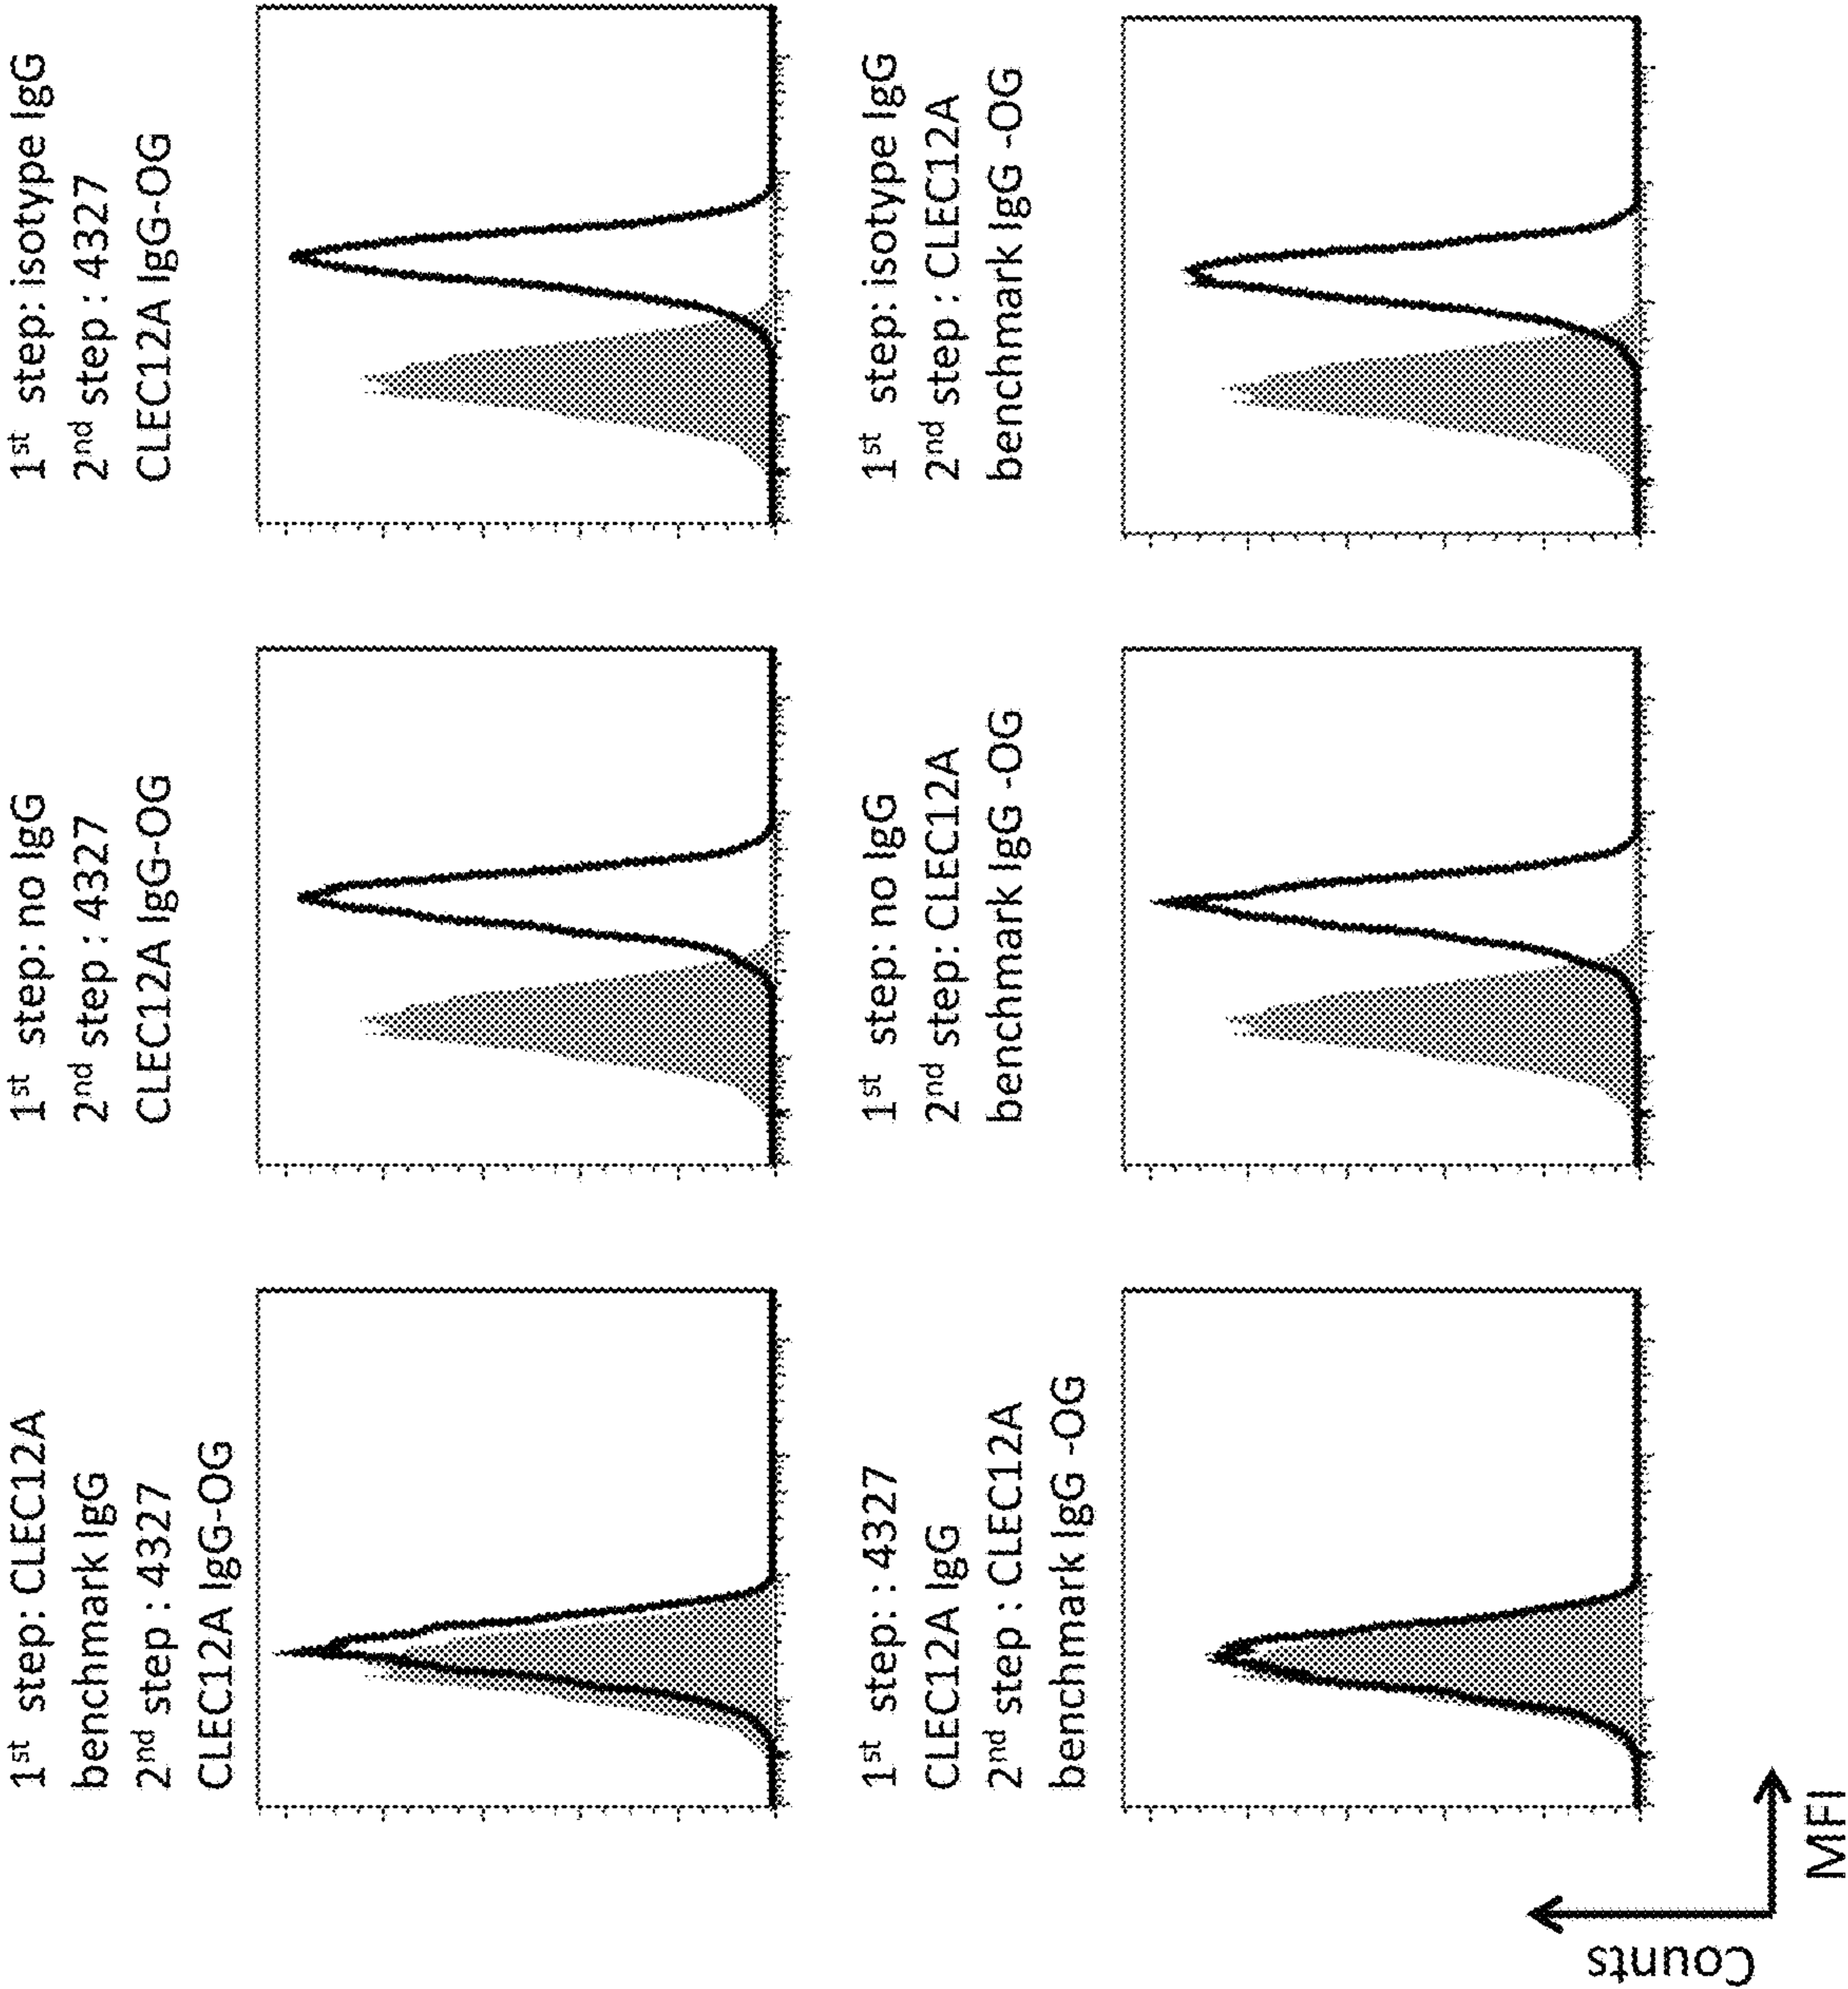 1st step: CLEC12A
benchmark IgG
2nd step : 4327
CLEC12A IgG-OG
1st step: no IgG
2nd step : 4327
CLEC12A IgG-OG
1st step: isotype IgG
2nd step : 4327
CLEC12A IgG-OG
1st step: : 4327
CLEC12A IgG
2nd step : CLEC12A
benchmark IgG -OG
1st step: no IgG
2nd step: CLEC12A
benchmark IgG -OG
1st step: isotype IgG
2nd step : CLEC12A
benchmark IgG -OG
Counts
MFI